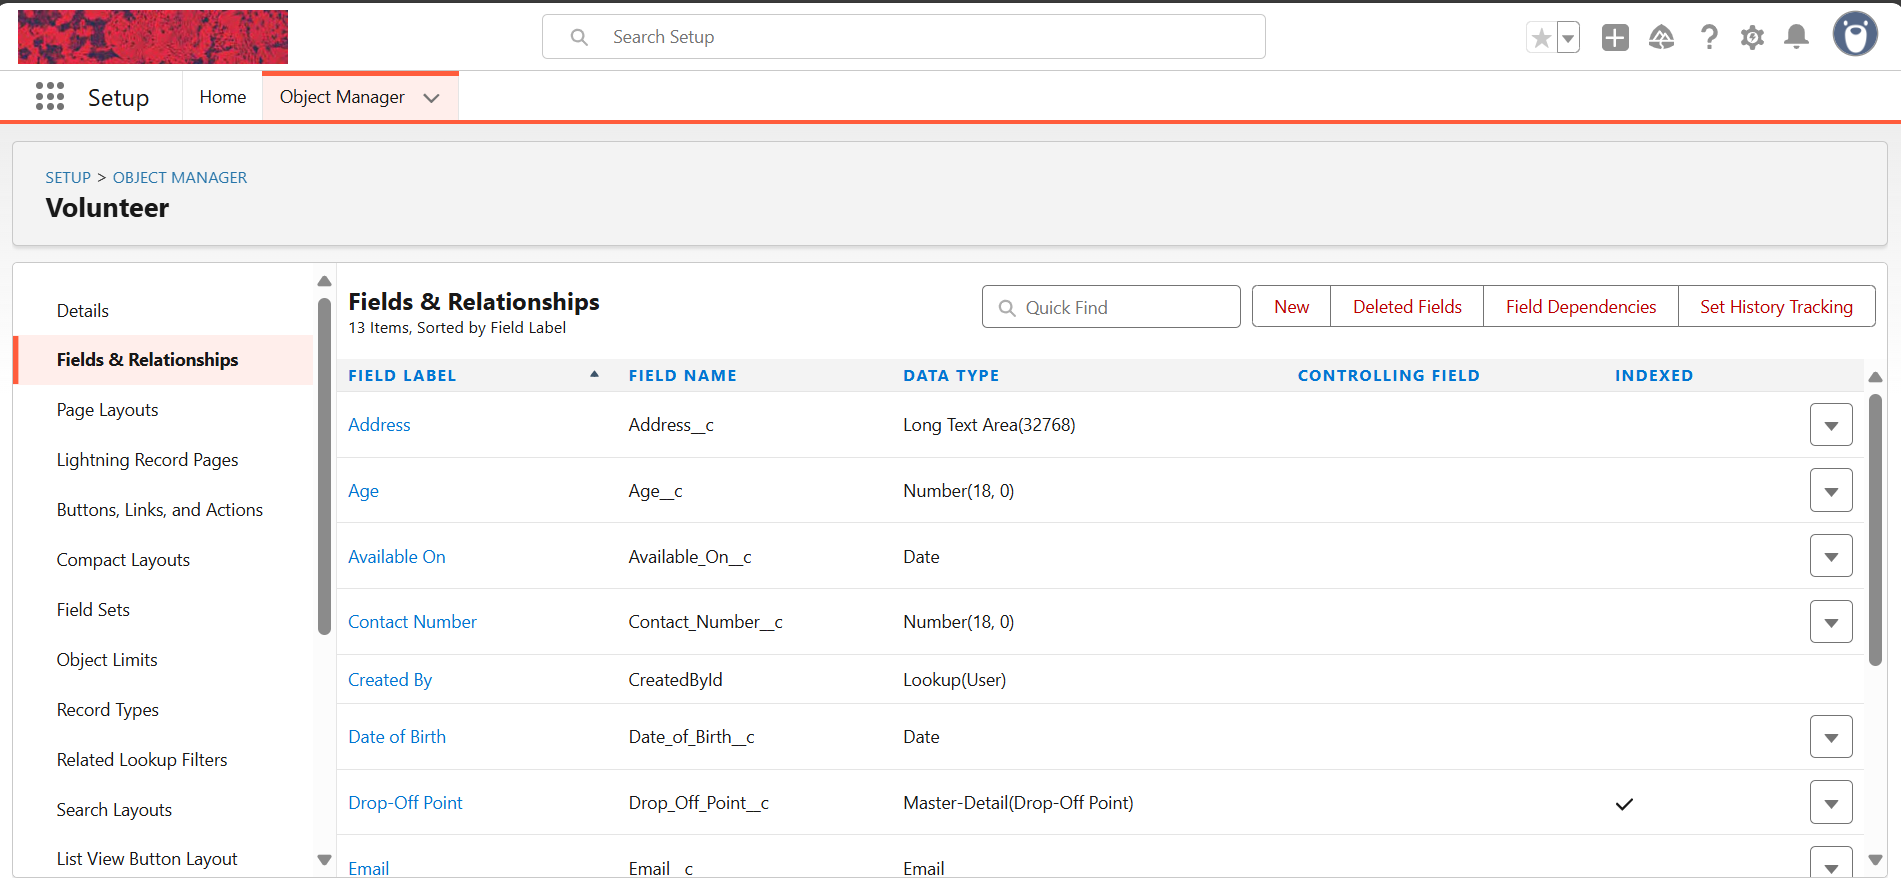 Search Setup
Setup
Home
Object Manager
SETUP > OBJECT MANAGER
Volunteer
Details
Fields & Relationships
Page Layouts
Lightning Record Pages
Buttons, Links, and Actions
Compact Layouts
Field Sets
Object Limits
Record Types
Related Lookup Filters
Search Layouts
List View Button Layout
Fields & Relationships
13 Items, Sorted by Field Label
Quick Find
New
Deleted Fields
Field Dependencies
Set History Tracking
FIELD LABEL FIELD NAME DATA TYPE CONTROLLING FIELD INDEXED
Address Address__c Long Text Area(32768)
Age Age__c Number(18, 0)
Available On Available_On__c Date
Contact Number Contact_Number__c Number(18, 0)
Created By CreatedById Lookup(User)
Date of Birth Date_of_Birth__c Date
Drop-Off Point Drop_Off_Point__c Master-Detail(Drop-Off Point)
Email Email__c Email